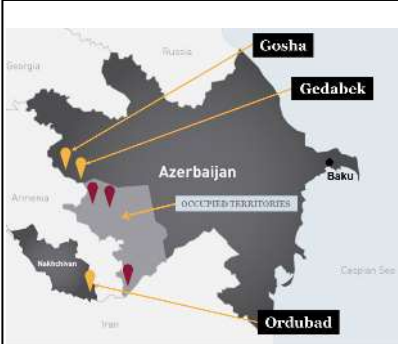 Russia
Gosha
Georgia
Gedabek
Azerbaijan
Baku
Armenia
OCCUPIED TERRITORIES
Nakhchivan
Caspian Sea
Iran
Ordubad